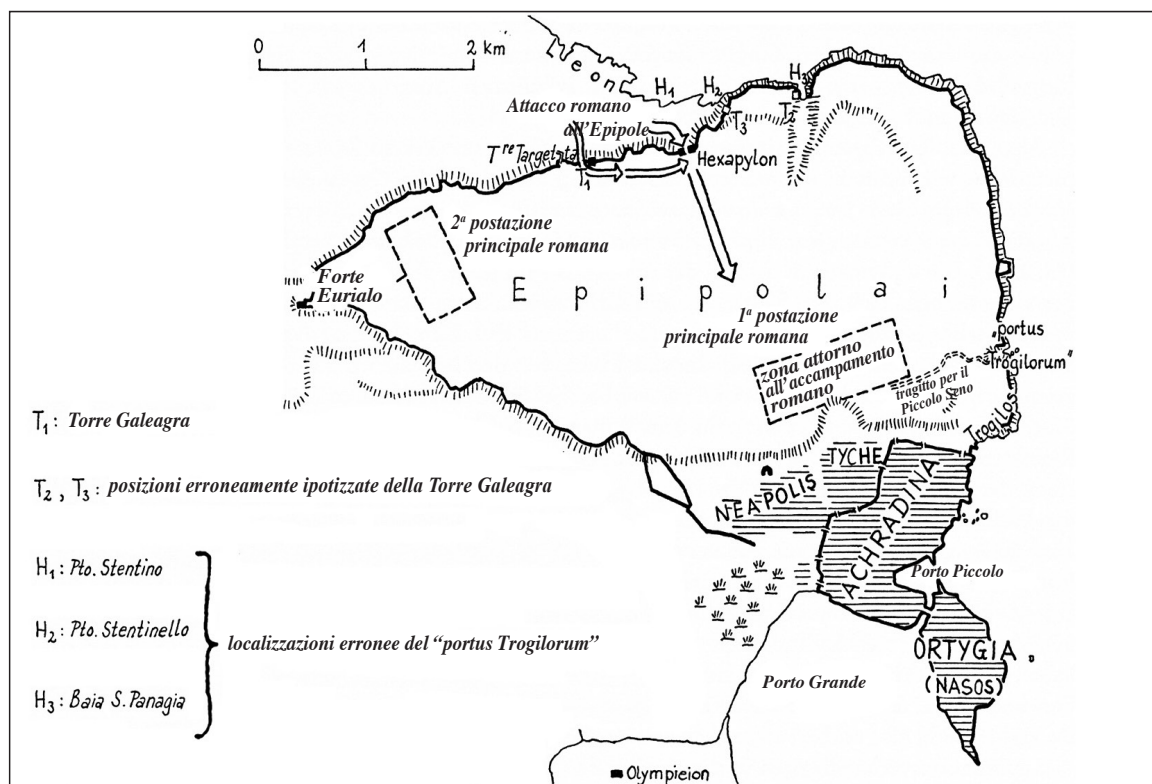 0 1 2 km
Leon
H1 H2 H3
Attacco romano
all'Epipole
T2
T3
Tre Targetta
T1
Hexapylon
2a postazione
principale romana
Forte
Eurialo
Epipolai
1a postazione
principale romana
"portus
Trogilorum"
zona attorno
all'accampamento
romano
tragitto per il
Piccolo Seno
Trogilos
T1: Torre Galeagra
TYCHE
NEAPOLIS
ACHRADINA
T2, T3: posizioni erroneamente ipotizzate della Torre Galeagra
H1: Pto. Stentino
Porto Piccolo
H2: Pto. Stentinello
localizzazioni erronee del “portus Trogilorum”
ORTYGIA
(NASOS)
H3: Baia S. Panagia
Porto Grande
Olympieion